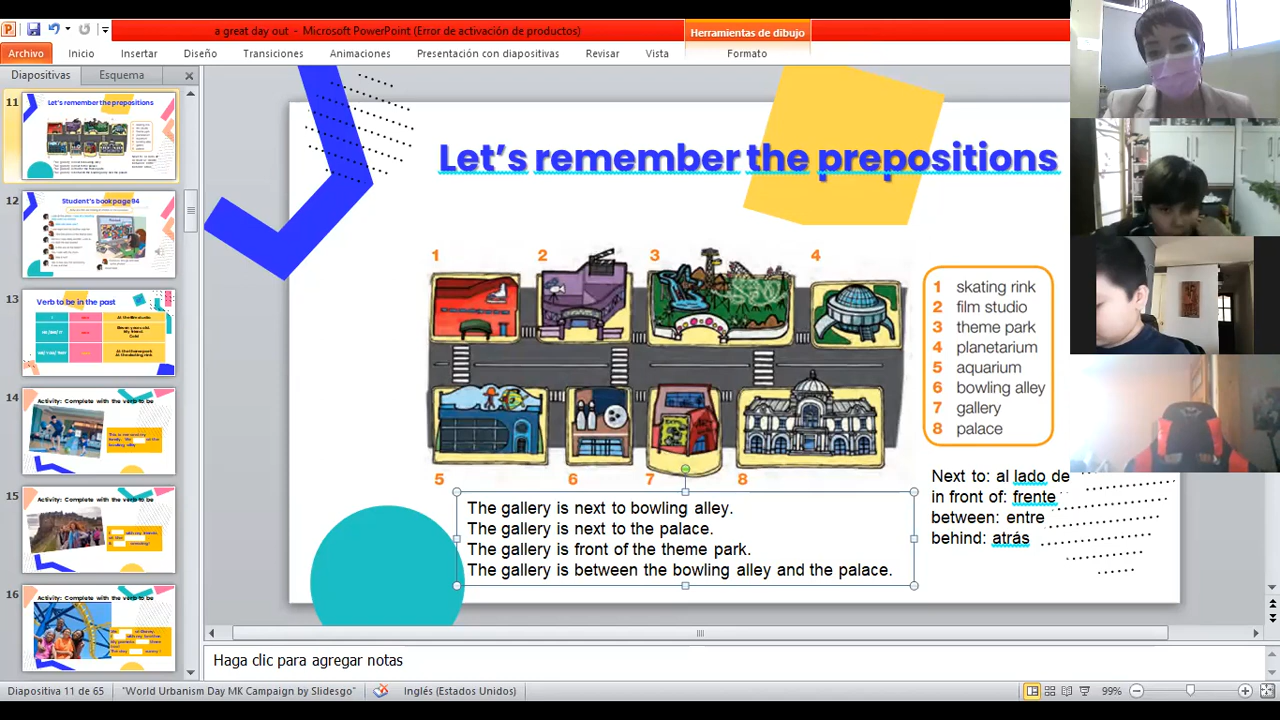 a great day out - Microsoft PowerPoint (Error de activación de productos)
Herramientas de dibujo
Archivo Inicio Insertar Diseño Transiciones Animaciones Presentación con diapositivas Revisar Vista Formato
Diapositivas Esquema
11
Let's remember the prepositions
12
Student's book page 94
13
Verb to be in the past
14
Activity: Complete with the verb to be
15
Activity: Complete with the verb to be
16
Activity: Complete with the verb to be
Let's remember the prepositions
1 2 3 4
5 6 7 8
1 skating rink
2 film studio
3 theme park
4 planetarium
5 aquarium
6 bowling alley
7 gallery
8 palace
Next to: al lado de
in front of: frente
between: entre
behind: atrás
The gallery is next to bowling alley.
The gallery is next to the palace.
The gallery is front of the theme park.
The gallery is between the bowling alley and the palace.
Haga clic para agregar notas
Diapositiva 11 de 65 "World Urbanism Day MK Campaign by Slidesgo" Inglés (Estados Unidos) 99%